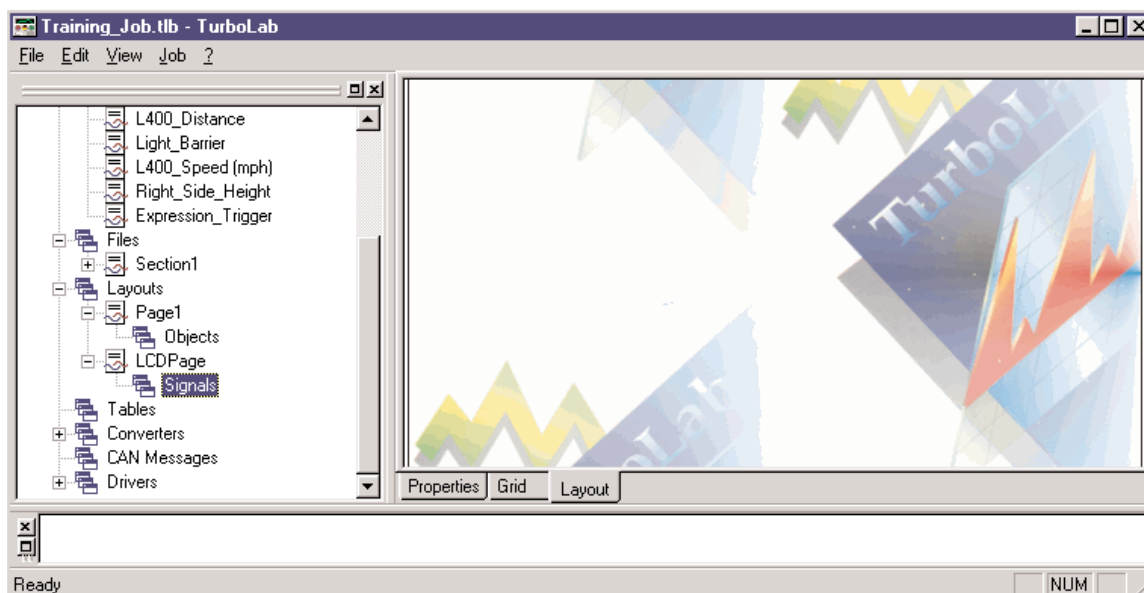 Training_Job.tlb - TurboLab
File Edit View Job ?
L400_Distance
Light_Barrier
L400_Speed (mph)
Right_Side_Height
Expression_Trigger
Files
Section1
Layouts
Page1
Objects
LCDPage
Signals
Tables
Converters
CAN Messages
Drivers
TurboLa
TurboLab
Properties Grid Layout
Ready NUM